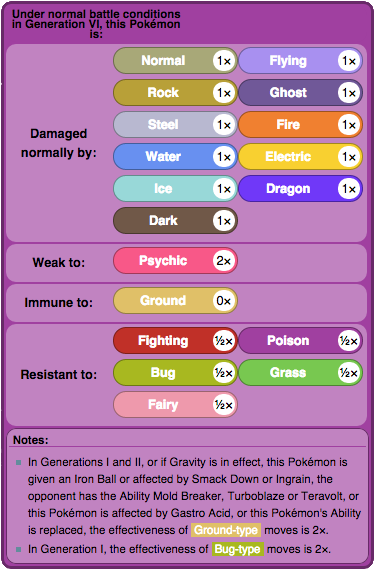 Under normal battle conditions
in Generation VI, this Pokémon
is:
Damaged
normally by:
Normal 1×
Flying 1×
Rock 1×
Ghost 1×
Steel 1×
Fire 1×
Water 1×
Electric 1×
Ice 1×
Dragon 1×
Dark 1×
Weak to:
Psychic 2×
Immune to:
Ground 0×
Resistant to:
Fighting ½×
Poison ½×
Bug ½×
Grass ½×
Fairy ½×
Notes:
In Generations I and II, or if Gravity is in effect, this Pokémon is
given an Iron Ball or affected by Smack Down or Ingrain, the
opponent has the Ability Mold Breaker, Turboblaze or Teravolt, or
this Pokémon is affected by Gastro Acid, or this Pokémon's Ability
is replaced, the effectiveness of Ground-type moves is 2×.
In Generation I, the effectiveness of Bug-type moves is 2×.